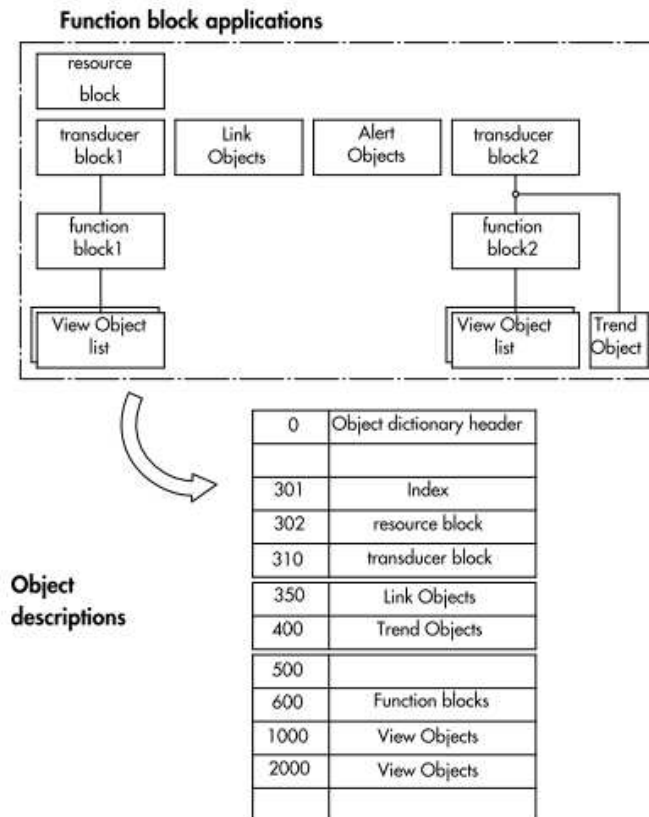 Function block applications
resource
block
transducer
block1
Link
Objects
Alert
Objects
transducer
block2
function
block1
function
block2
View Object
list
View Object
list
Trend
Object
0 Object dictionary header
301 Index
302 resource block
310 transducer block
Object
descriptions
350 Link Objects
400 Trend Objects
500
600 Function blocks
1000 View Objects
2000 View Objects